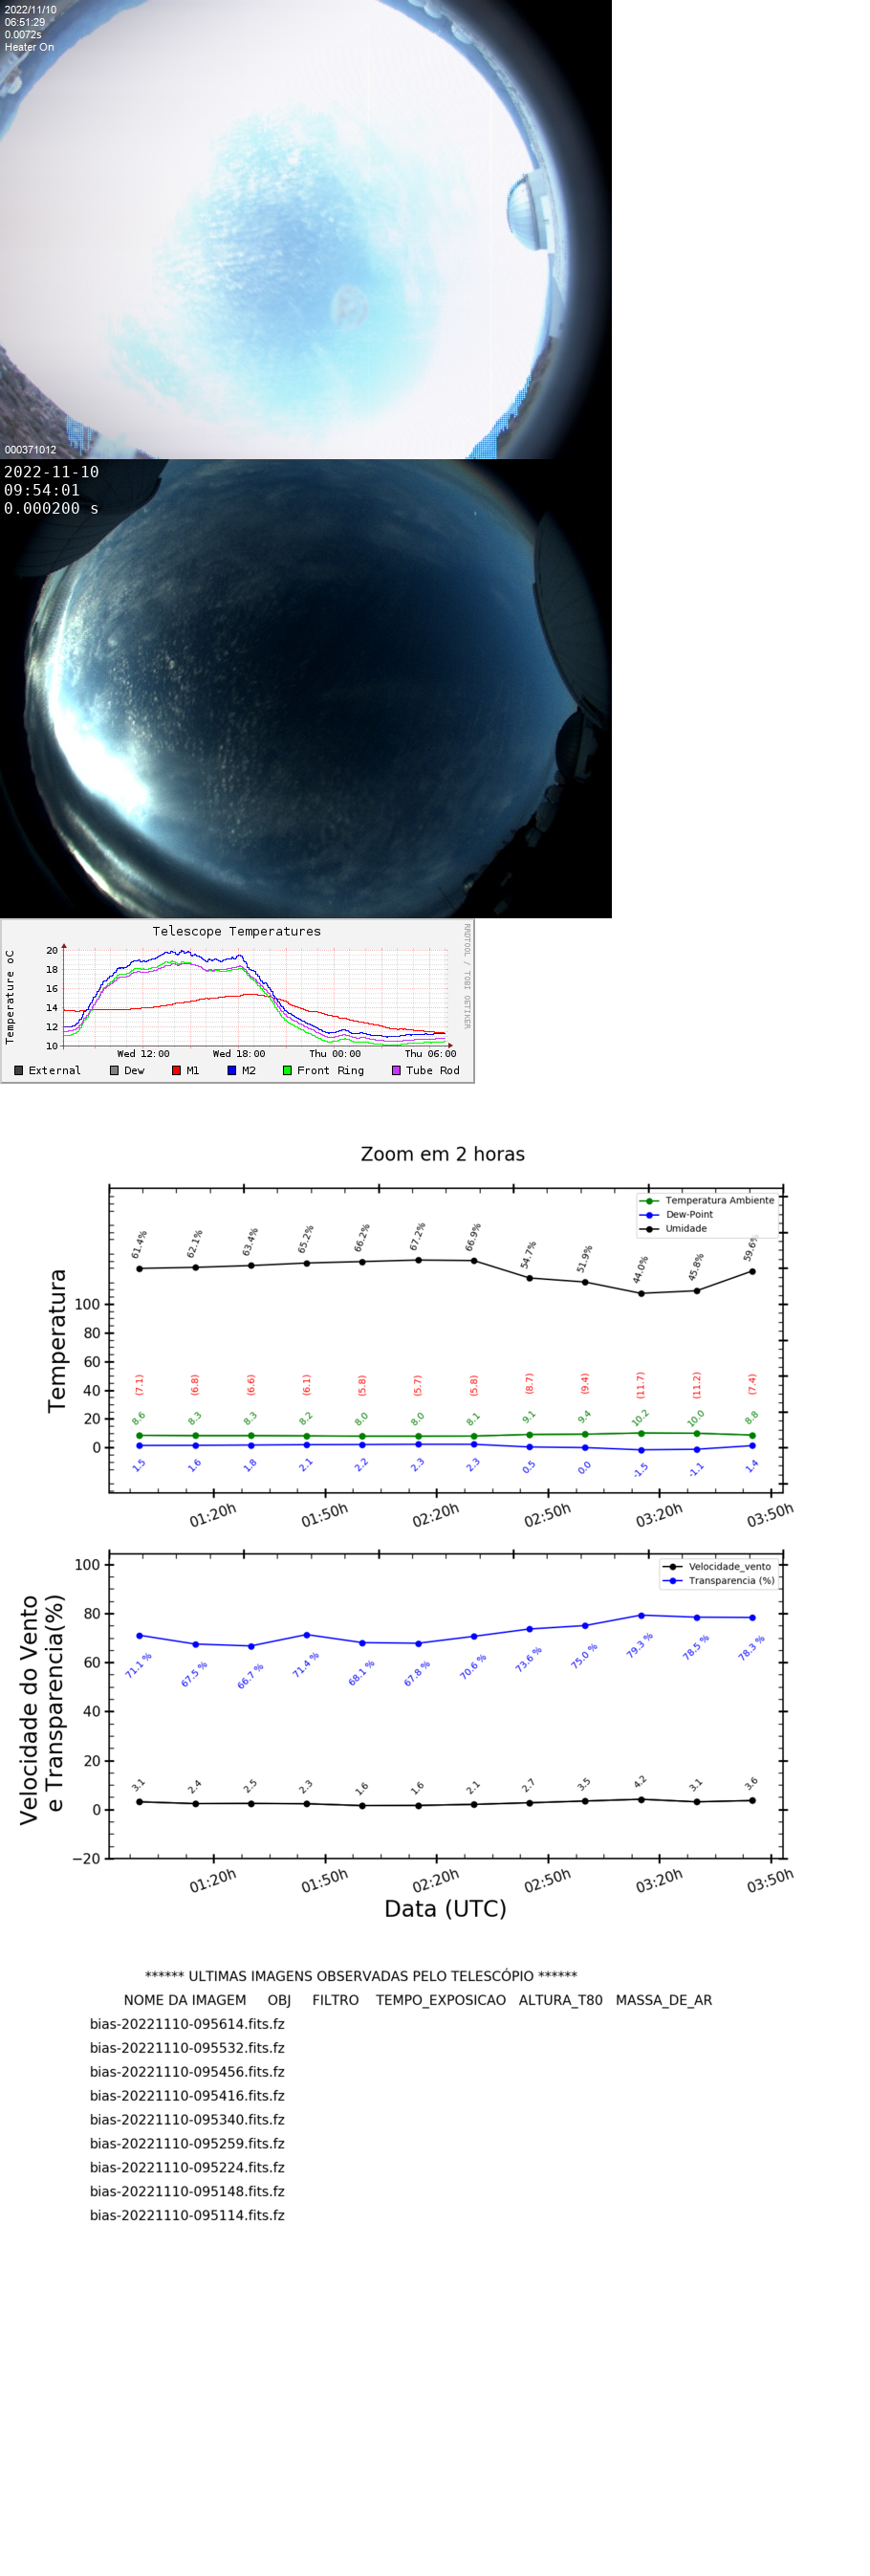 2022/11/10
06:51:29
0.0072s
Heater On
000371012
2022-11-10
09:54:01
0.000200 s
Telescope Temperatures
RRDTOOL / TOBI OETIKER
Temperature oC
20
18
16
14
12
10
Wed 12:00 Wed 18:00 Thu 00:00 Thu 06:00
External Dew M1 M2 Front Ring Tube Rod
Zoom em 2 horas
Temperatura Ambiente
Dew-Point
Umidade
61.4% 62.1% 63.4% 65.2% 66.2% 67.2% 66.9% 54.7% 51.9% 44.0% 45.8% 59.6%
Temperatura
100
80
60
40
20
0
(7.1) (6.8) (6.6) (6.1) (5.8) (5.7) (5.8) (8.7) (9.4) (11.7) (11.2) (7.4)
8.6 8.3 8.3 8.2 8.0 8.0 8.1 9.1 9.4 10.2 10.0 8.8
1.5 1.6 1.8 2.1 2.2 2.3 2.3 0.5 0.0 -1.5 -1.1 1.4
01:20h 01:50h 02:20h 02:50h 03:20h 03:50h
Velocidade_vento
Transparencia (%)
Velocidade do Vento
e Transparencia(%)
100
80
60
40
20
0
−20
71.1 % 67.5 % 66.7 % 71.4 % 68.1 % 67.8 % 70.6 % 73.6 % 75.0 % 79.3 % 78.5 % 78.3 %
3.1 2.4 2.5 2.3 1.6 1.6 2.1 2.7 3.5 4.2 3.1 3.6
01:20h 01:50h 02:20h 02:50h 03:20h 03:50h
Data (UTC)
****** ULTIMAS IMAGENS OBSERVADAS PELO TELESCÓPIO ******
NOME DA IMAGEM OBJ FILTRO TEMPO_EXPOSICAO ALTURA_T80 MASSA_DE_AR
bias-20221110-095614.fits.fz
bias-20221110-095532.fits.fz
bias-20221110-095456.fits.fz
bias-20221110-095416.fits.fz
bias-20221110-095340.fits.fz
bias-20221110-095259.fits.fz
bias-20221110-095224.fits.fz
bias-20221110-095148.fits.fz
bias-20221110-095114.fits.fz